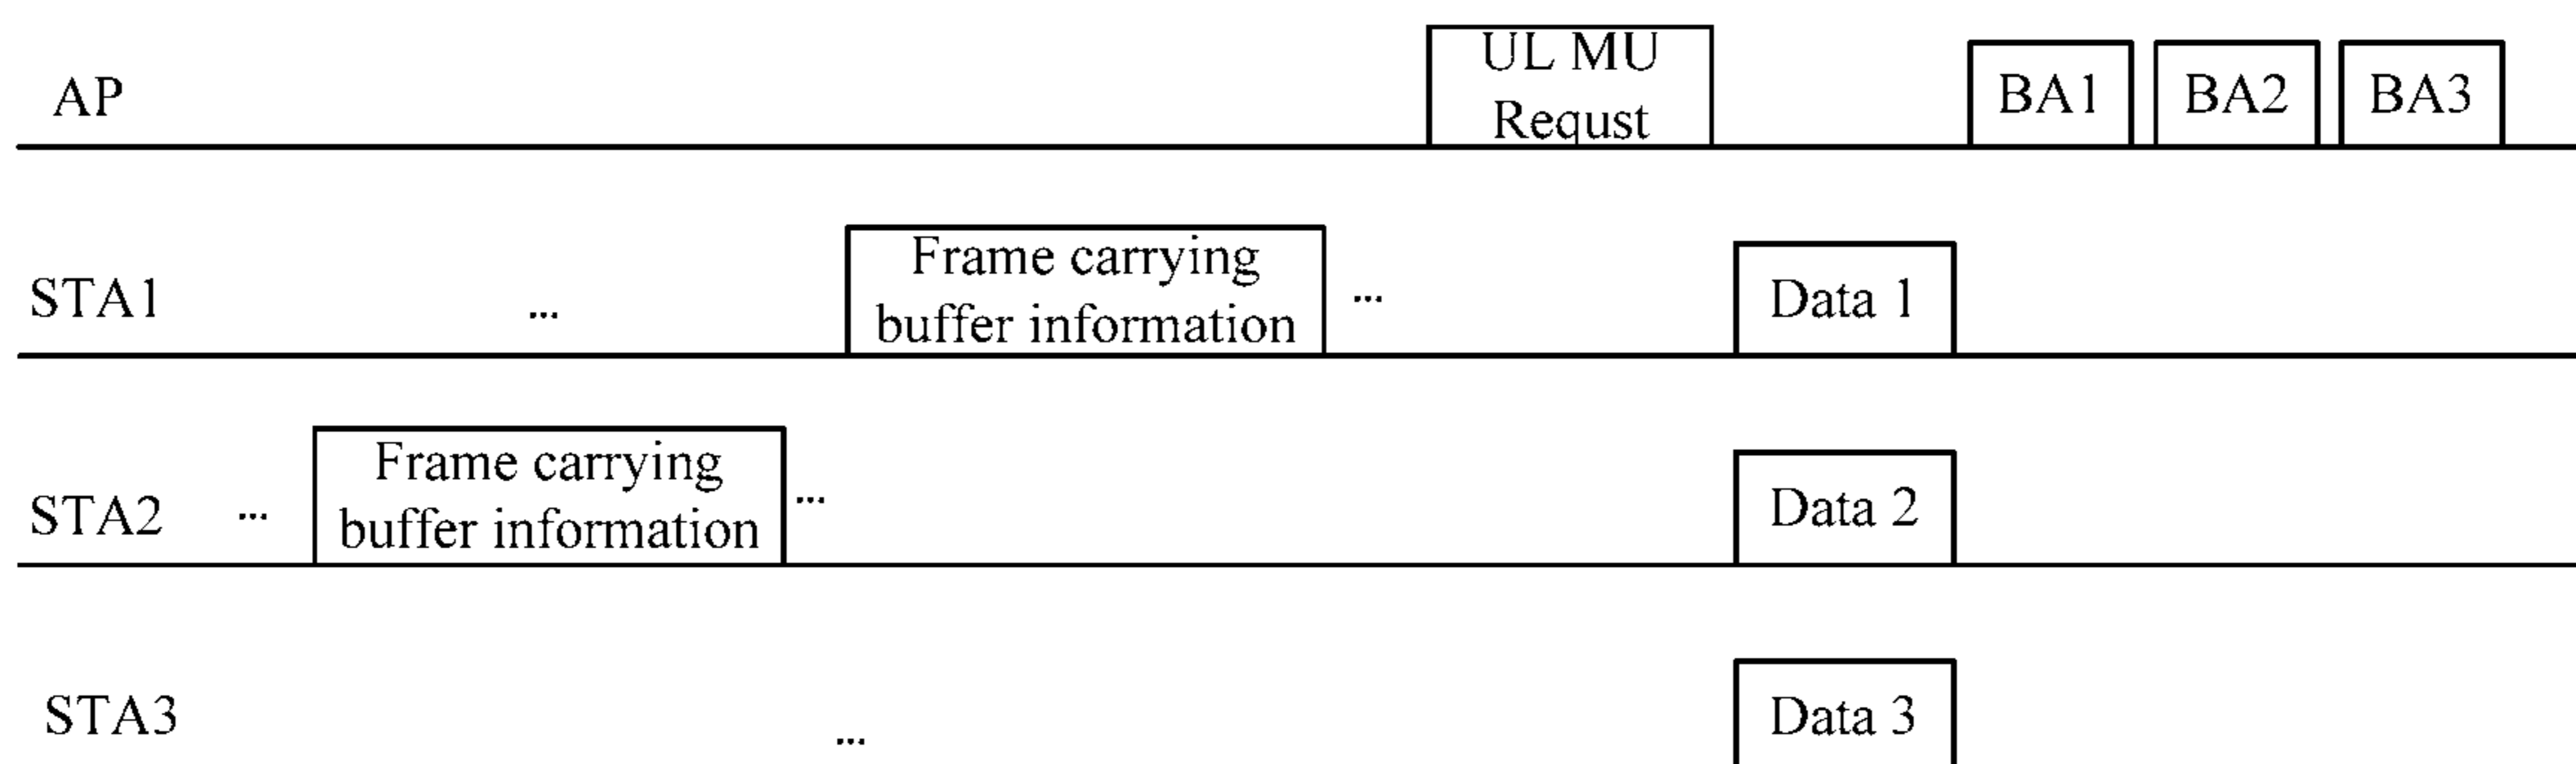 AP
UL MU
Requst
BA1
BA2
BA3
STA1
...
Frame carrying
buffer information
...
Data 1
STA2
...
Frame carrying
buffer information
...
Data 2
STA3
...
Data 3